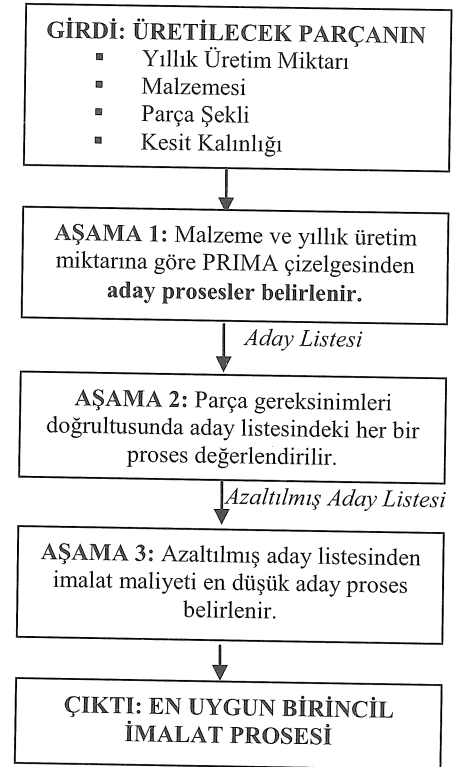 GİRDİ: ÜRETİLECEK PARÇANIN
▪ Yıllık Üretim Miktarı
▪ Malzemesi
▪ Parça Şekli
▪ Kesit Kalınlığı
AŞAMA 1: Malzeme ve yıllık üretim
miktarına göre PRIMA çizelgesinden
aday prosesler belirlenir.
Aday Listesi
AŞAMA 2: Parça gereksinimleri
doğrultusunda aday listesindeki her bir
proses değerlendirilir.
Azaltılmış Aday Listesi
AŞAMA 3: Azaltılmış aday listesinden
imalat maliyeti en düşük aday proses
belirlenir.
ÇIKTI: EN UYGUN BİRİNCİL
İMALAT PROSESİ